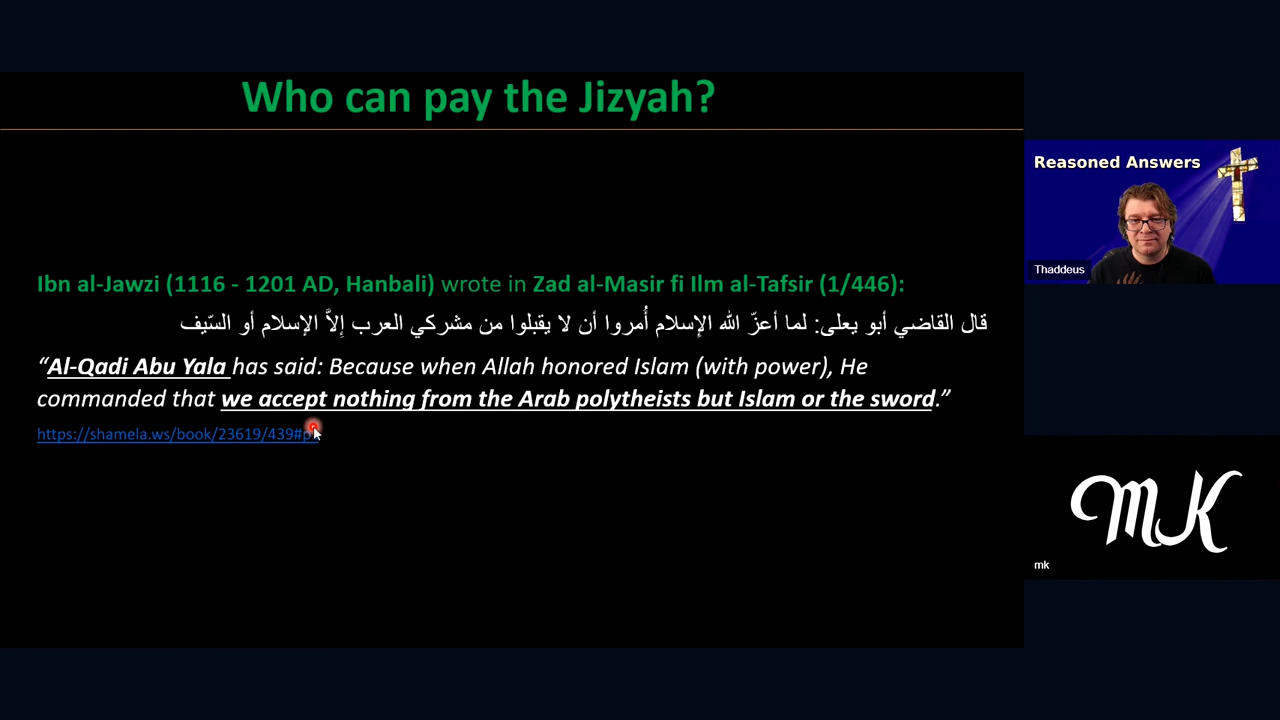 Who can pay the Jizyah?
Ibn al-Jawzi (1116 - 1201 AD, Hanbali) wrote in Zad al-Masir fi Ilm al-Tafsir (1/446):
قال القاضي أبو يعلى: لما أعزّ الله الإسلام أُمروا أن لا يقبلوا من مشركي العرب إِلاَّ الإسلام أو السّيف
“Al-Qadi Abu Yala has said: Because when Allah honored Islam (with power), He
commanded that we accept nothing from the Arab polytheists but Islam or the sword.”
https://shamela.ws/book/23619/439#p
Reasoned Answers
Thaddeus
MK
mk